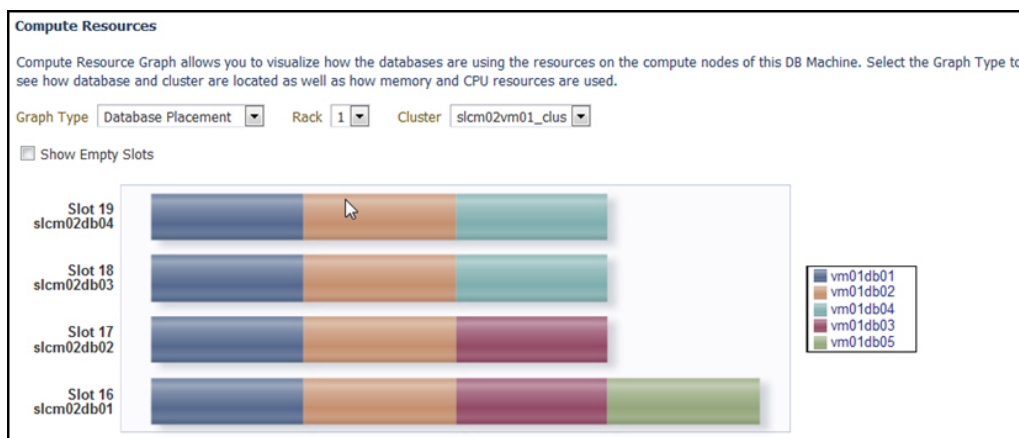 Compute Resources
Compute Resource Graph allows you to visualize how the databases are using the resources on the compute nodes of this DB Machine. Select the Graph Type to
see how database and cluster are located as well as how memory and CPU resources are used.
Graph Type Database Placement Rack 1 Cluster slcm02vm01_clus
Show Empty Slots
Slot 19
slcm02db04
Slot 18
slcm02db03
Slot 17
slcm02db02
Slot 16
slcm02db01
vm01db01
vm01db02
vm01db04
vm01db03
vm01db05